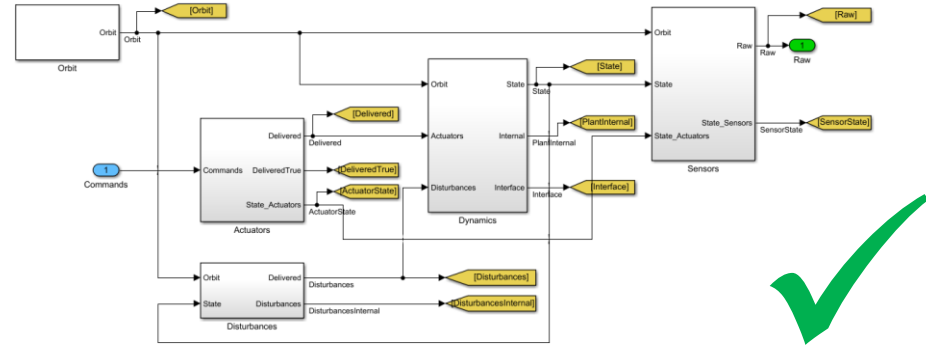 [Orbit]
Orbit
Orbit
Orbit
[Raw]
Orbit
Raw
Raw
1
Raw
[State]
Orbit
State
State
State
[Delivered]
Delivered
Delivered
Actuators
Internal
PlantInternal
[PlantInternal]
State_Sensors
SensorState
[SensorState]
State_Actuators
Sensors
1
Commands
Commands
DeliveredTrue
[DeliveredTrue]
[ActuatorState]
State_Actuators
ActuatorState
Actuators
Disturbances
Interface
Interface
[Interface]
Dynamics
Orbit
Delivered
Disturbances
[Disturbances]
State
Disturbances
DisturbancesInternal
[DisturbancesInternal]
Disturbances